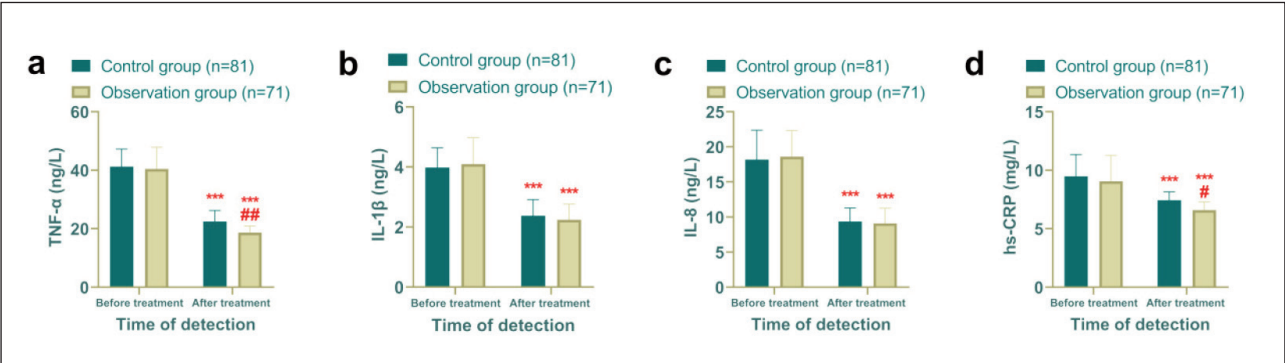 a
Control group (n=81)
Observation group (n=71)
TNF-α (ng/L)
60
40
20
0
***
***
##
Before treatment After treatment
Time of detection
b
Control group (n=81)
Observation group (n=71)
IL-1β (ng/L)
6
4
2
0
***
***
Before treatment After treatment
Time of detection
c
Control group (n=81)
Observation group (n=71)
IL-8 (ng/L)
25
20
15
10
5
0
***
***
Before treatment After treatment
Time of detection
d
Control group (n=81)
Observation group (n=71)
hs-CRP (mg/L)
15
10
5
0
***
***
#
Before treatment After treatment
Time of detection